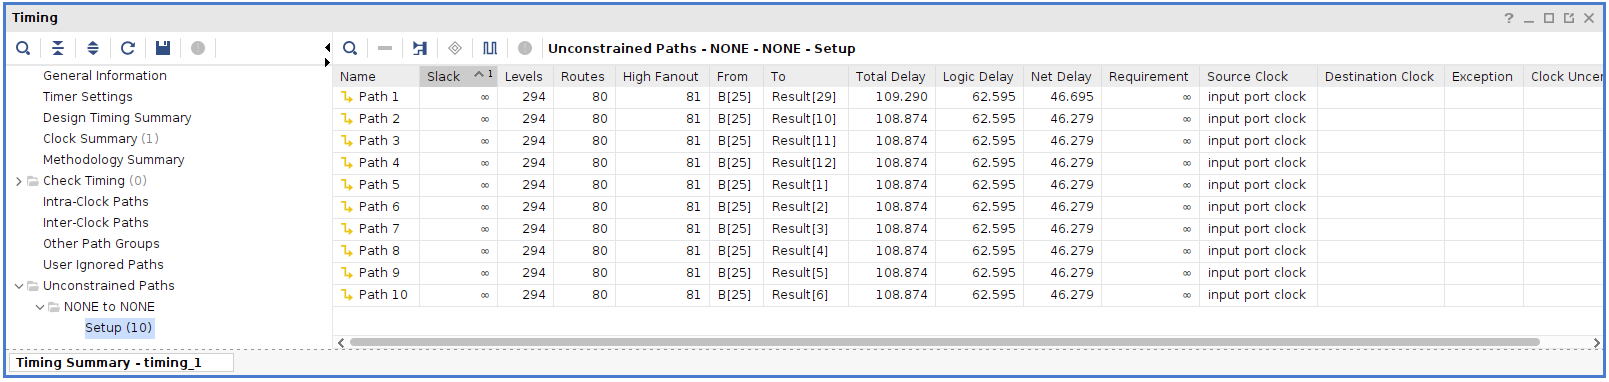 Timing
General Information
Timer Settings
Design Timing Summary
Clock Summary (1)
Methodology Summary
Check Timing (0)
Intra-Clock Paths
Inter-Clock Paths
Other Path Groups
User Ignored Paths
Unconstrained Paths
NONE to NONE
Setup (10)
Unconstrained Paths - NONE - NONE - Setup
Name Slack ^1 Levels Routes High Fanout From To Total Delay Logic Delay Net Delay Requirement Source Clock Destination Clock Exception Clock Uncer
Path 1 ∞ 294 80 81 B[25] Result[29] 109.290 62.595 46.695 ∞ input port clock
Path 2 ∞ 294 80 81 B[25] Result[10] 108.874 62.595 46.279 ∞ input port clock
Path 3 ∞ 294 80 81 B[25] Result[11] 108.874 62.595 46.279 ∞ input port clock
Path 4 ∞ 294 80 81 B[25] Result[12] 108.874 62.595 46.279 ∞ input port clock
Path 5 ∞ 294 80 81 B[25] Result[1] 108.874 62.595 46.279 ∞ input port clock
Path 6 ∞ 294 80 81 B[25] Result[2] 108.874 62.595 46.279 ∞ input port clock
Path 7 ∞ 294 80 81 B[25] Result[3] 108.874 62.595 46.279 ∞ input port clock
Path 8 ∞ 294 80 81 B[25] Result[4] 108.874 62.595 46.279 ∞ input port clock
Path 9 ∞ 294 80 81 B[25] Result[5] 108.874 62.595 46.279 ∞ input port clock
Path 10 ∞ 294 80 81 B[25] Result[6] 108.874 62.595 46.279 ∞ input port clock
Timing Summary - timing_1